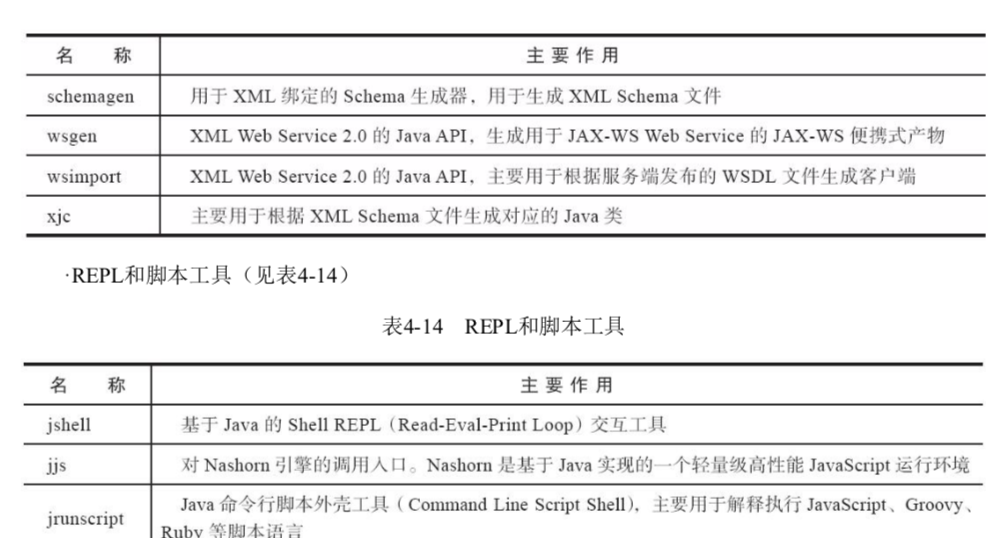 名 称 主 要 作 用
schemagen 用于 XML 绑定的 Schema 生成器，用于生成 XML Schema 文件
wsgen XML Web Service 2.0 的 Java API，生成用于 JAX-WS Web Service 的 JAX-WS 便携式产物
wsimport XML Web Service 2.0 的 Java API，主要用于根据服务端发布的 WSDL 文件生成客户端
xjc 主要用于根据 XML Schema 文件生成对应的 Java 类
·REPL和脚本工具（见表4-14）
表4-14 REPL和脚本工具
名 称 主 要 作 用
jshell 基于 Java 的 Shell REPL（Read-Eval-Print Loop）交互工具
jjs 对 Nashorn 引擎的调用入口。Nashorn 是基于 Java 实现的一个轻量级高性能 JavaScript 运行环境
jrunscript Java 命令行脚本外壳工具（Command Line Script Shell），主要用于解释执行 JavaScript、Groovy、
Ruby 等脚本语言